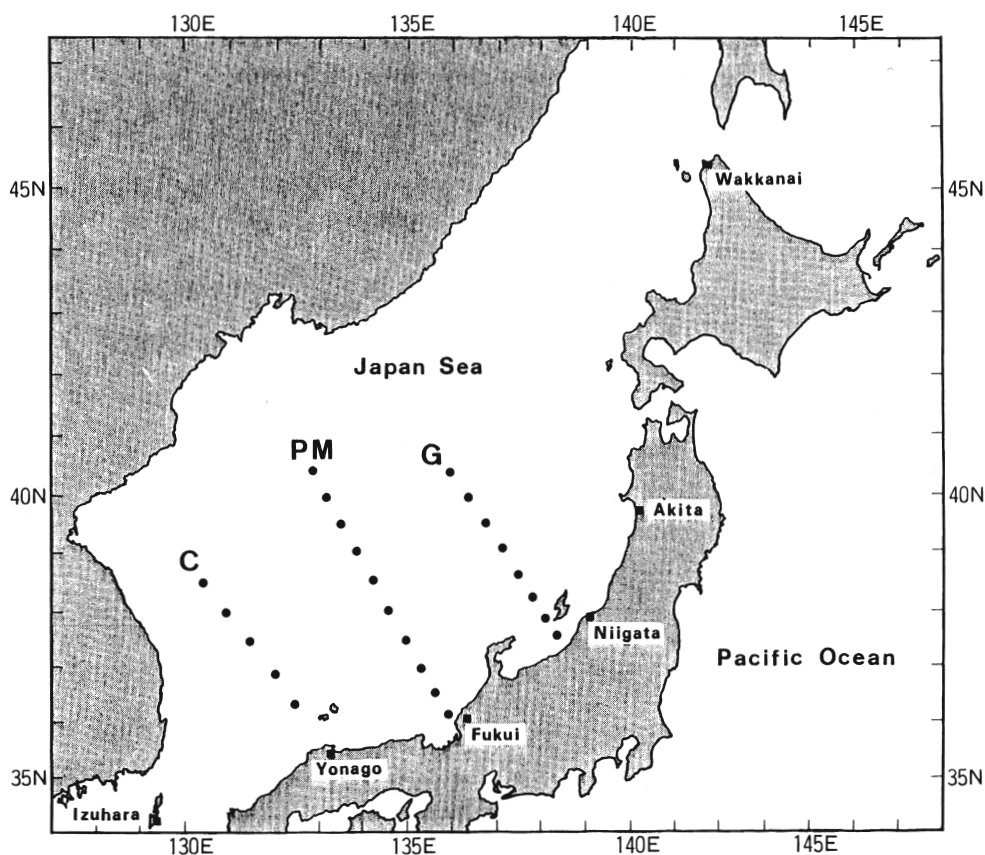 130E 135E 140E 145E
45N Wakkanai 45N
Japan Sea
PM G
40N Akita 40N
C
Niigata
Pacific Ocean
Fukui
Yonago
35N 35N
Izuhara
130E 135E 140E 145E